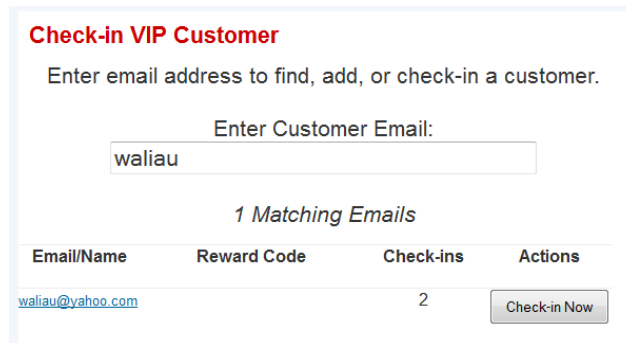 Check-in VIP Customer
Enter email address to find, add, or check-in a customer.
Enter Customer Email:
waliau
1 Matching Emails
Email/Name Reward Code Check-ins Actions
waliau@yahoo.com 2 Check-in Now